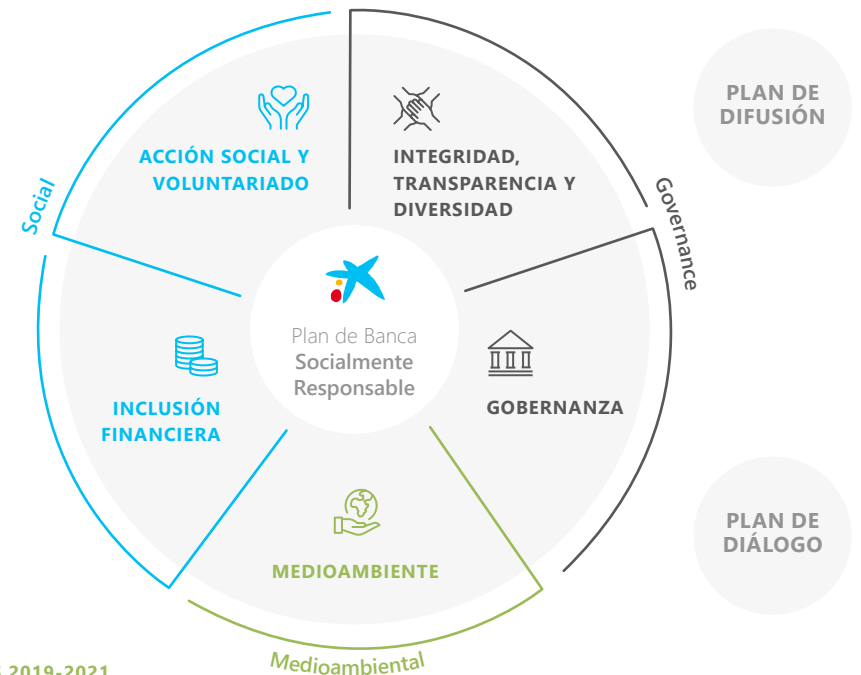 ACCIÓN SOCIAL Y
VOLUNTARIADO
INTEGRIDAD,
TRANSPARENCIA Y
DIVERSIDAD
PLAN DE
DIFUSIÓN
Social
Governance
Plan de Banca
Socialmente
Responsable
INCLUSIÓN
FINANCIERA
GOBERNANZA
MEDIOAMBIENTE
PLAN DE
DIÁLOGO
Medioambiental
2019-2021